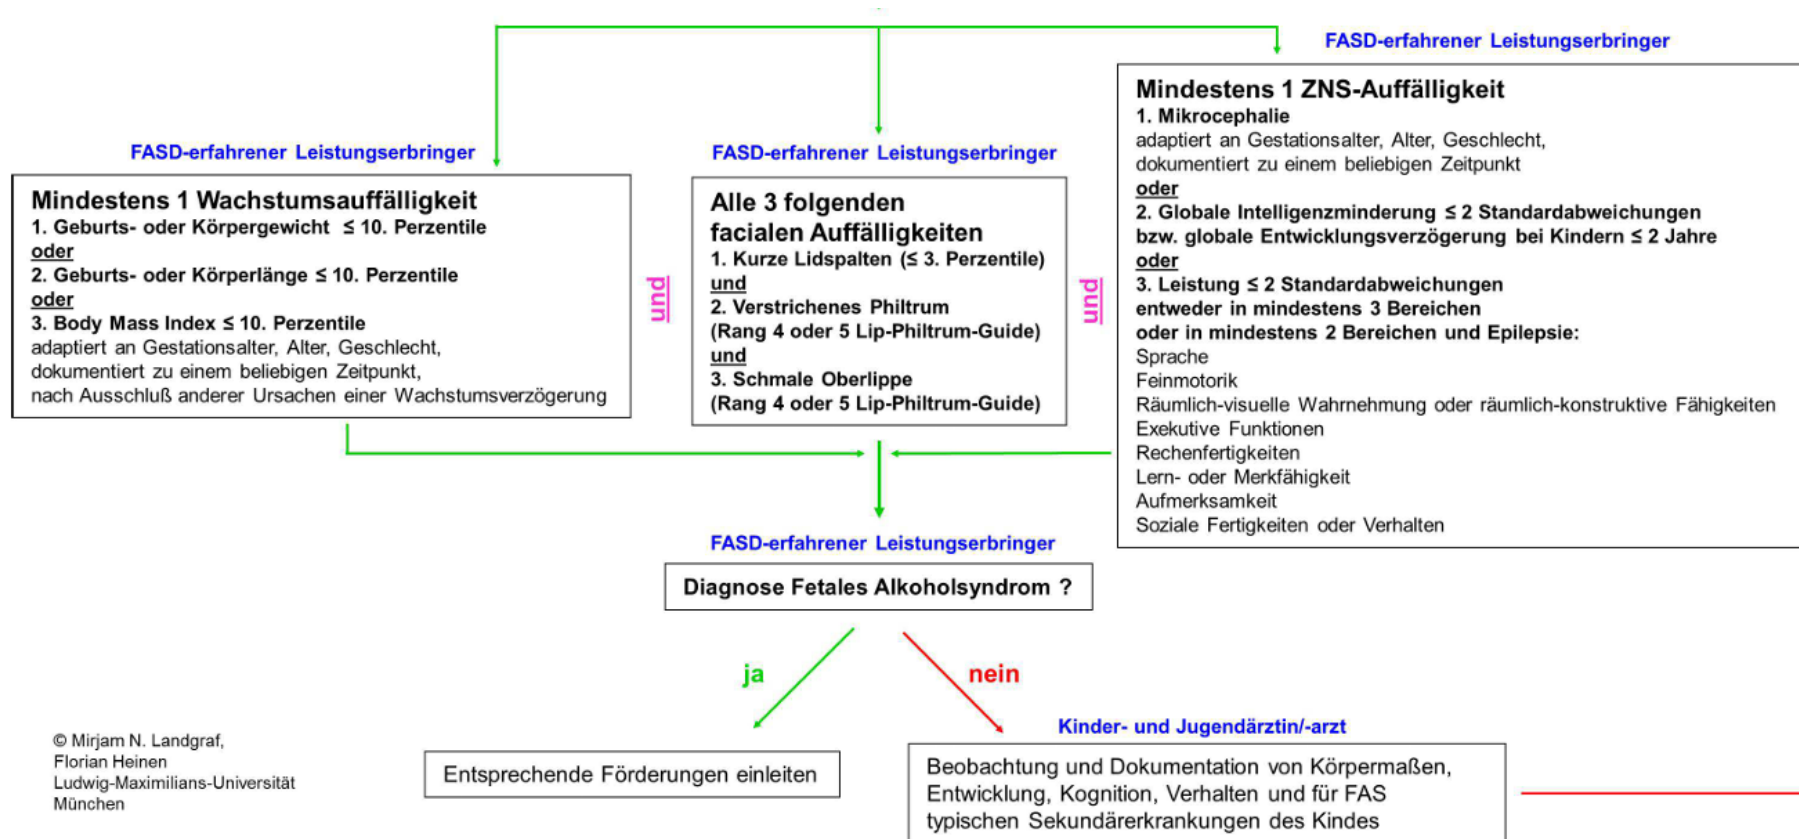 FASD-erfahrener Leistungserbringer
Mindestens 1 Wachstumsauffälligkeit
1. Geburts- oder Körpergewicht ≤ 10. Perzentile
oder
2. Geburts- oder Körperlänge ≤ 10. Perzentile
oder
3. Body Mass Index ≤ 10. Perzentile
adaptiert an Gestationsalter, Alter, Geschlecht,
dokumentiert zu einem beliebigen Zeitpunkt,
nach Ausschluß anderer Ursachen einer Wachstumsverzögerung
und
FASD-erfahrener Leistungserbringer
Alle 3 folgenden
facialen Auffälligkeiten
1. Kurze Lidspalten (≤ 3. Perzentile)
und
2. Verstrichenes Philtrum
(Rang 4 oder 5 Lip-Philtrum-Guide)
und
3. Schmale Oberlippe
(Rang 4 oder 5 Lip-Philtrum-Guide)
und
FASD-erfahrener Leistungserbringer
Mindestens 1 ZNS-Auffälligkeit
1. Mikrocephalie
adaptiert an Gestationsalter, Alter, Geschlecht,
dokumentiert zu einem beliebigen Zeitpunkt
oder
2. Globale Intelligenzminderung ≤ 2 Standardabweichungen
bzw. globale Entwicklungsverzögerung bei Kindern ≤ 2 Jahre
oder
3. Leistung ≤ 2 Standardabweichungen
entweder in mindestens 3 Bereichen
oder in mindestens 2 Bereichen und Epilepsie:
Sprache
Feinmotorik
Räumlich-visuelle Wahrnehmung oder räumlich-konstruktive Fähigkeiten
Exekutive Funktionen
Rechenfertigkeiten
Lern- oder Merkfähigkeit
Aufmerksamkeit
Soziale Fertigkeiten oder Verhalten
FASD-erfahrener Leistungserbringer
Diagnose Fetales Alkoholsyndrom ?
ja
nein
Entsprechende Förderungen einleiten
Kinder- und Jugendärztin/-arzt
Beobachtung und Dokumentation von Körpermaßen,
Entwicklung, Kognition, Verhalten und für FAS
typischen Sekundärerkrankungen des Kindes
© Mirjam N. Landgraf,
Florian Heinen
Ludwig-Maximilians-Universität
München